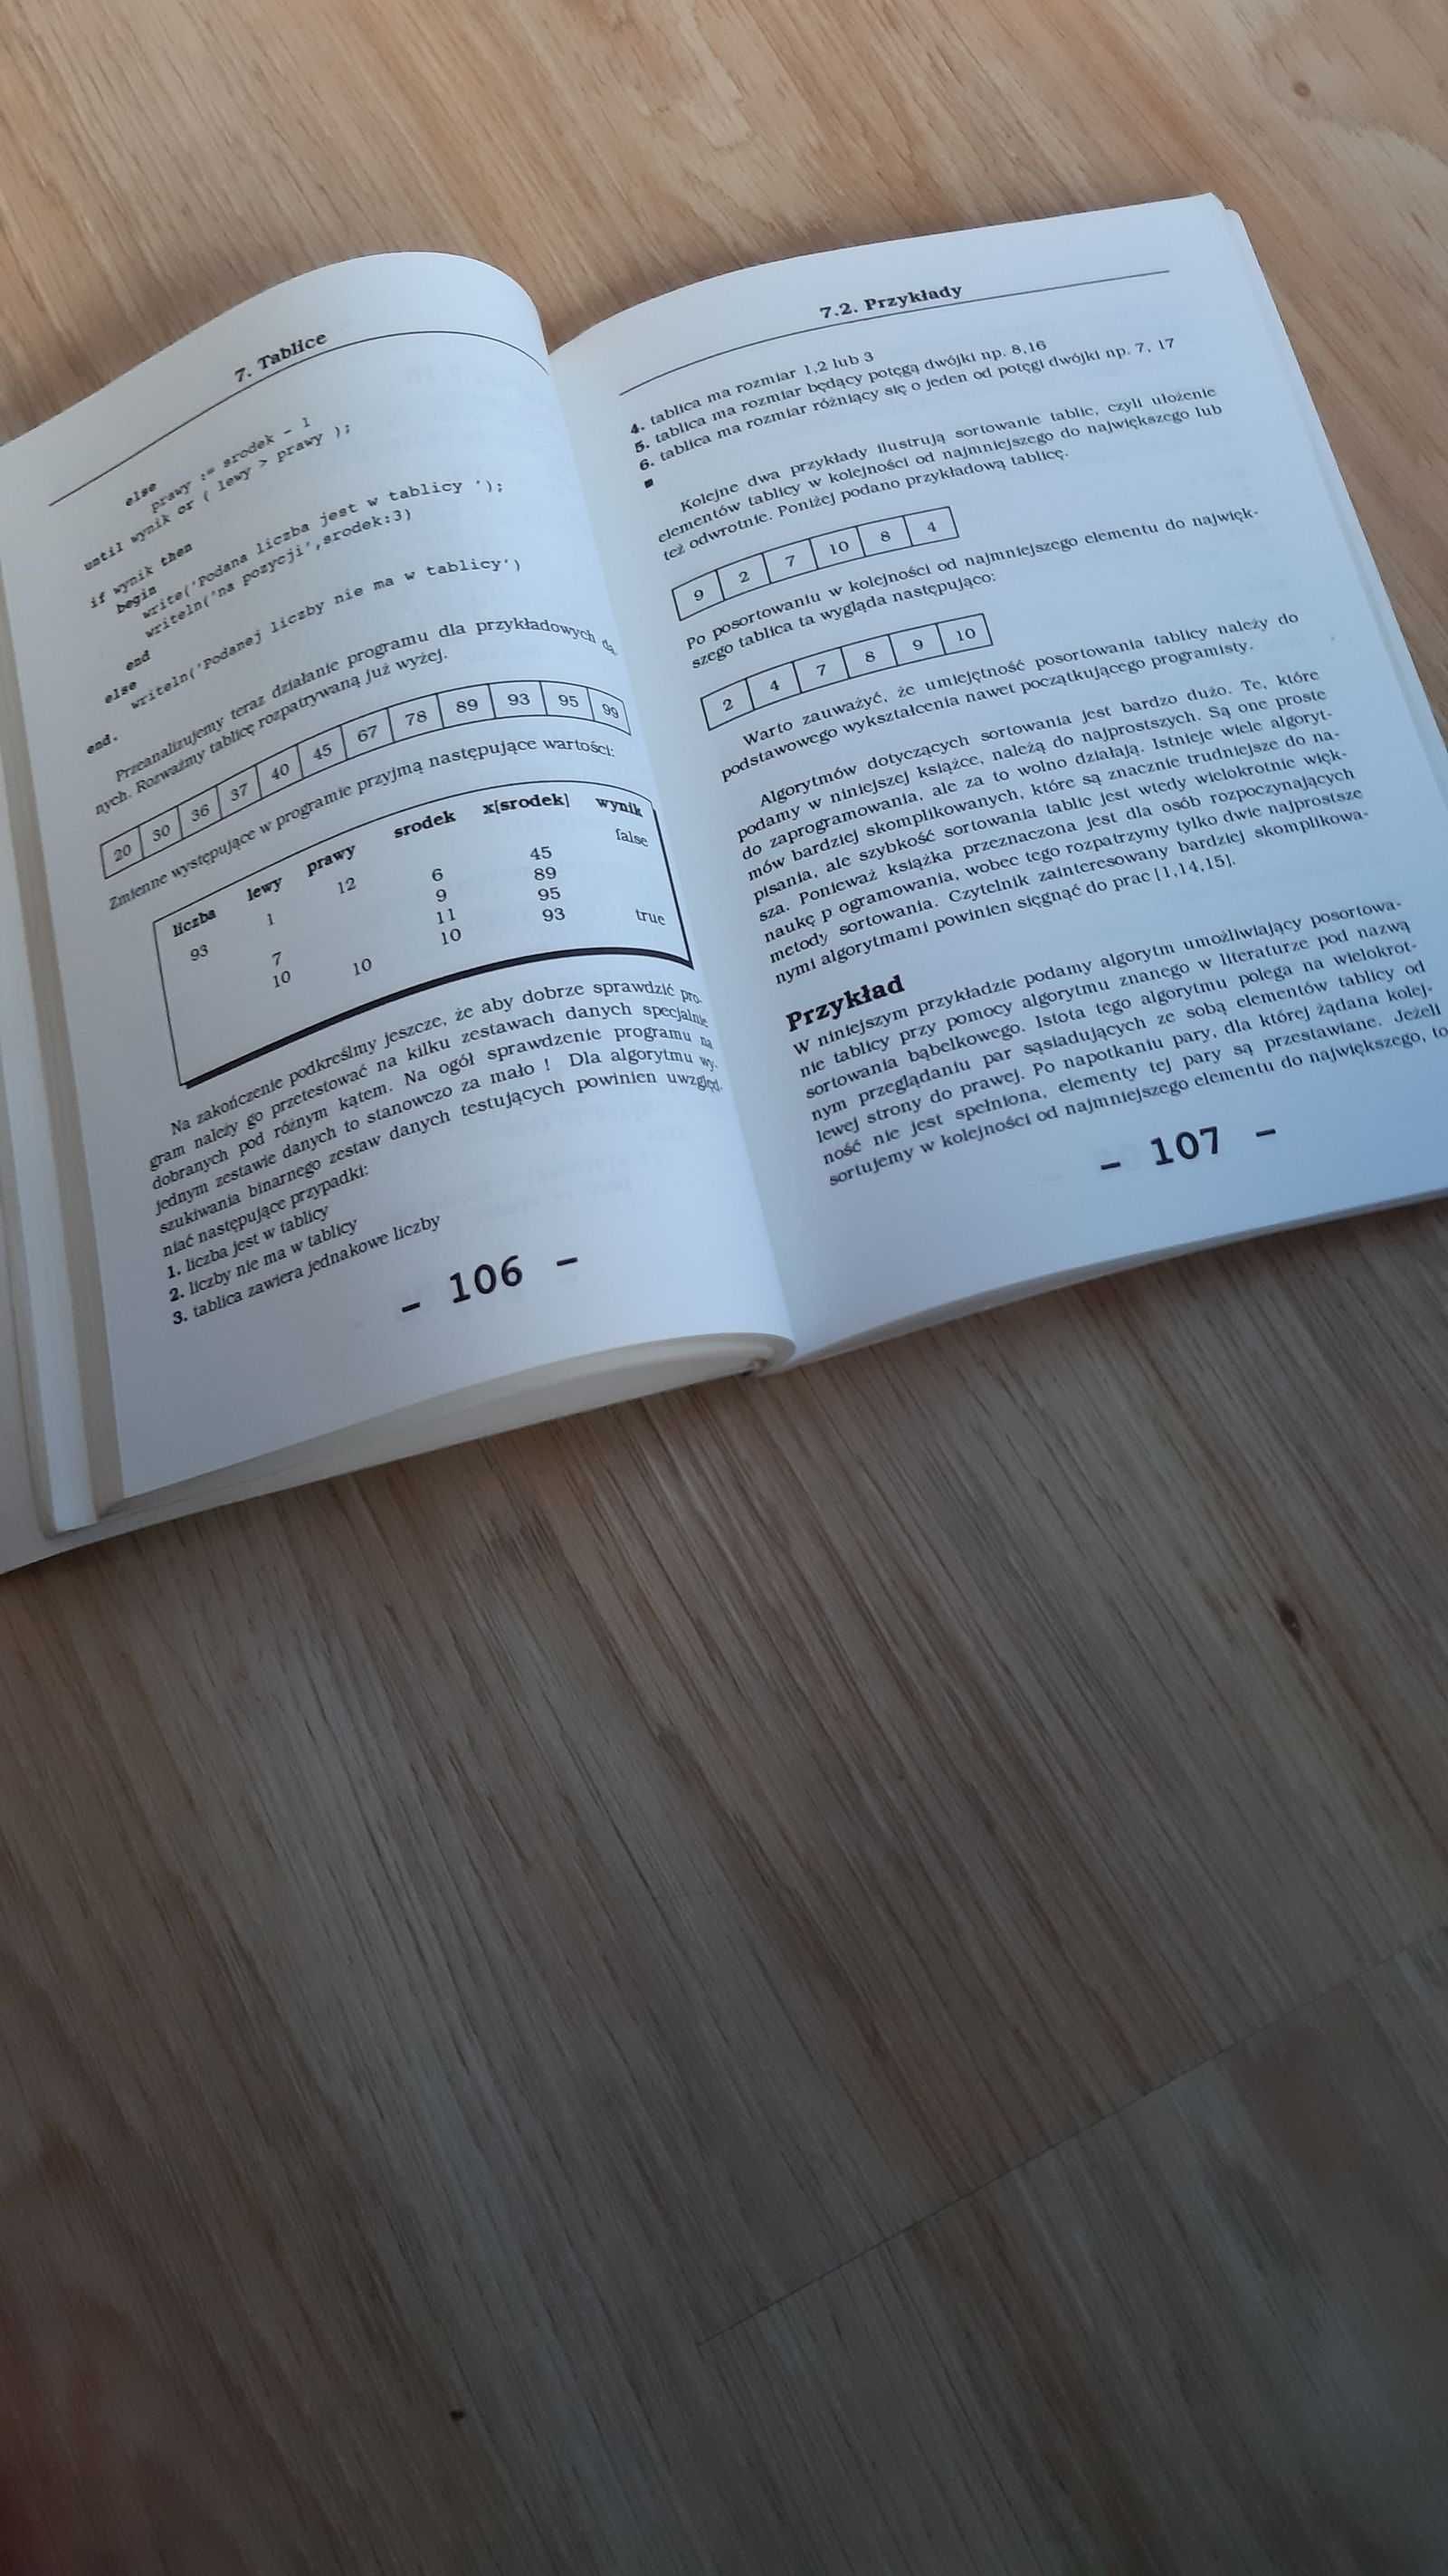 7. Tablice
else
prawy := srodek - 1
until wynik or ( lewy > prawy );
if wynik then
begin
write('Podana liczba jest w tablicy ');
writeln('na pozycji',srodek:3)
end
else
writeln('Podanej liczby nie ma w tablicy')
end.
Przeanalizujemy teraz działanie programu dla przykładowych da-
nych. Rozważmy tablicę rozpatrywaną już wyżej.
20 30 36 37 40 45 67 78 89 93 95 99
Zmienne występujące w programie przyjmą następujące wartości:
liczba lewy prawy srodek x[srodek] wynik
93 1 12 6 45 false
7 9 89
10 11 95
10 10 93 true
Na zakończenie podkreślmy jeszcze, że aby dobrze sprawdzić pro-
gram należy go przetestować na kilku zestawach danych specjalnie
dobranych pod różnym kątem. Na ogół sprawdzenie programu na
jednym zestawie danych to stanowczo za mało ! Dla algorytmu wy-
szukiwania binarnego zestaw danych testujących powinien uwzględ-
niać następujące przypadki:
1. liczba jest w tablicy
2. liczby nie ma w tablicy
3. tablica zawiera jednakowe liczby
- 106 -
7.2. Przykłady
4. tablica ma rozmiar 1,2 lub 3
5. tablica ma rozmiar będący potęgą dwójki np. 8,16
6. tablica ma rozmiar różniący się o jeden od potęgi dwójki np. 7, 17
Kolejne dwa przykłady ilustrują sortowanie tablic, czyli ułożenie
elementów tablicy w kolejności od najmniejszego do największego lub
też odwrotnie. Poniżej podano przykładową tablicę.
9 2 7 10 8 4
Po posortowaniu w kolejności od najmniejszego elementu do najwięk-
szego tablica ta wygląda następująco:
2 4 7 8 9 10
Warto zauważyć, że umiejętność posortowania tablicy należy do
podstawowego wykształcenia nawet początkującego programisty.
Algorytmów dotyczących sortowania jest bardzo dużo. Te, które
podamy w niniejszej książce, należą do najprostszych. Są one proste
do zaprogramowania, ale za to wolno działają. Istnieje wiele algoryt-
mów bardziej skomplikowanych, które są znacznie trudniejsze do na-
pisania, ale szybkość sortowania tablic jest wtedy wielokrotnie więk-
sza. Ponieważ książka przeznaczona jest dla osób rozpoczynających
naukę p ogramowania, wobec tego rozpatrzymy tylko dwie najprostsze
metody sortowania. Czytelnik zainteresowany bardziej skomplikowa-
nymi algorytmami powinien sięgnąć do prac [1,14,15].
Przykład
W niniejszym przykładzie podamy algorytm umożliwiający posortowa-
nie tablicy przy pomocy algorytmu znanego w literaturze pod nazwą
sortowania bąbelkowego. Istota tego algorytmu polega na wielokrot-
nym przeglądaniu par sąsiadujących ze sobą elementów tablicy od
lewej strony do prawej. Po napotkaniu pary, dla której żądana kolej-
ność nie jest spełniona, elementy tej pary są przestawiane. Jeżeli
sortujemy w kolejności od najmniejszego elementu do największego, to
- 107 -